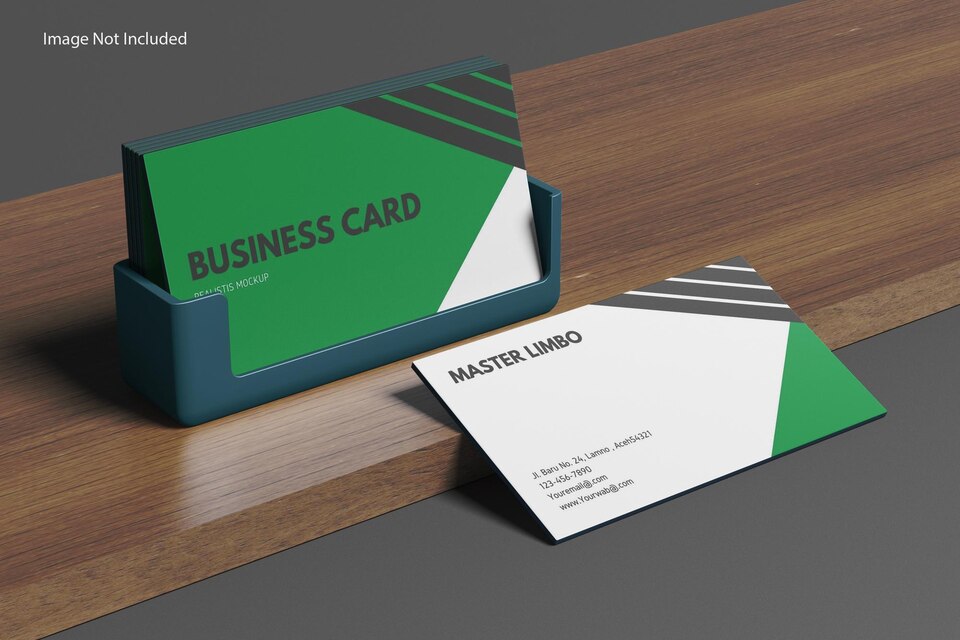 Image Not Included
BUSINESS CARD
REALISTIS MOCKUP
MASTER LIMBO
Jl. Baru No. 24, Lamno , Aceh54321
123-456-7890
Youremail@.com
www.Yourwab@.com